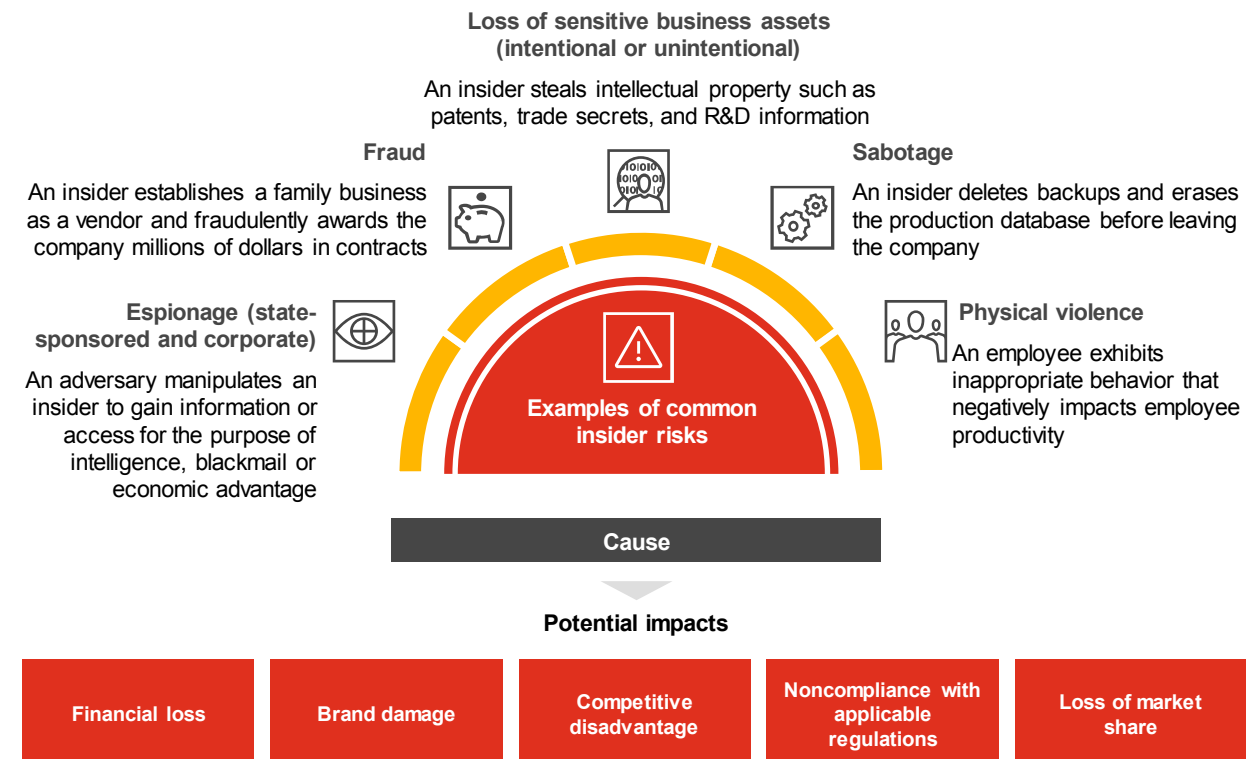 Loss of sensitive business assets
(intentional or unintentional)
An insider steals intellectual property such as
patents, trade secrets, and R&D information
Fraud
An insider establishes a family business
as a vendor and fraudulently awards the
company millions of dollars in contracts
Sabotage
An insider deletes backups and erases
the production database before leaving
the company
Espionage (state-
sponsored and corporate)
An adversary manipulates an
insider to gain information or
access for the purpose of
intelligence, blackmail or
economic advantage
Physical violence
An employee exhibits
inappropriate behavior that
negatively impacts employee
productivity
Examples of common
insider risks
Cause
Potential impacts
Financial loss
Brand damage
Competitive
disadvantage
Noncompliance with
applicable
regulations
Loss of market
share